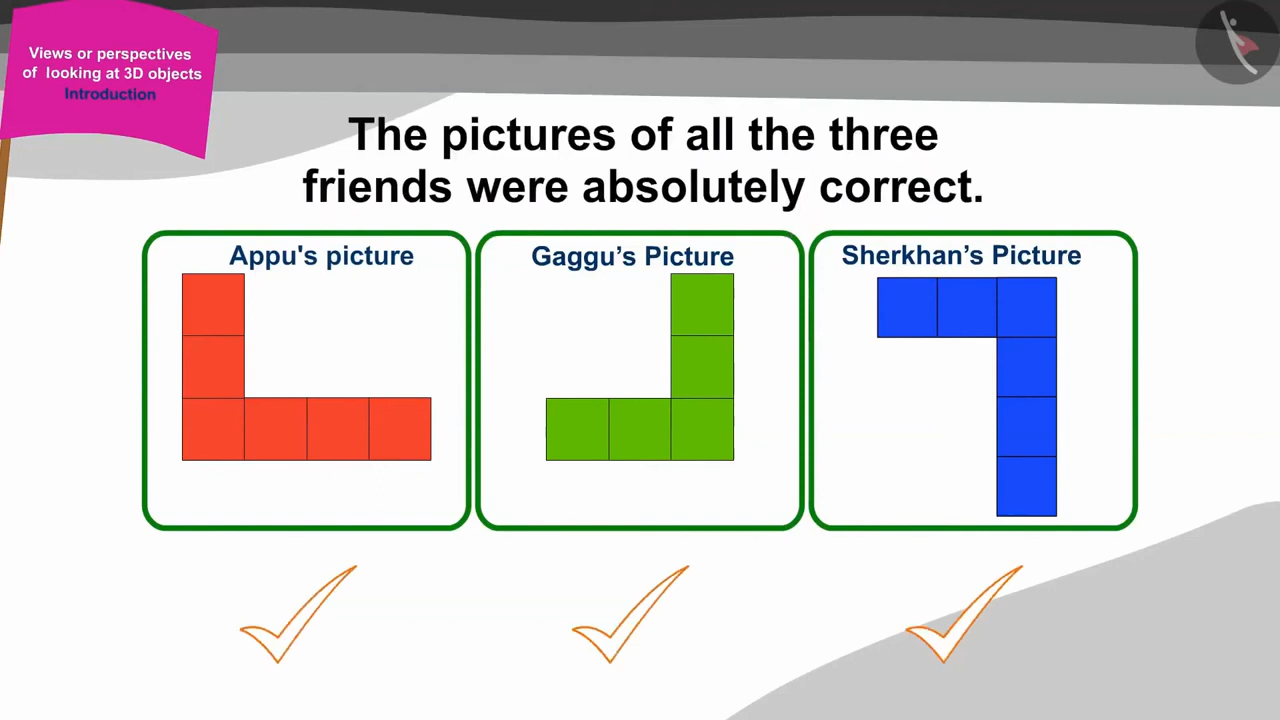 Views or perspectives
of looking at 3D objects
Introduction
The pictures of all the three
friends were absolutely correct.
Appu's picture
Gaggu’s Picture
Sherkhan’s Picture